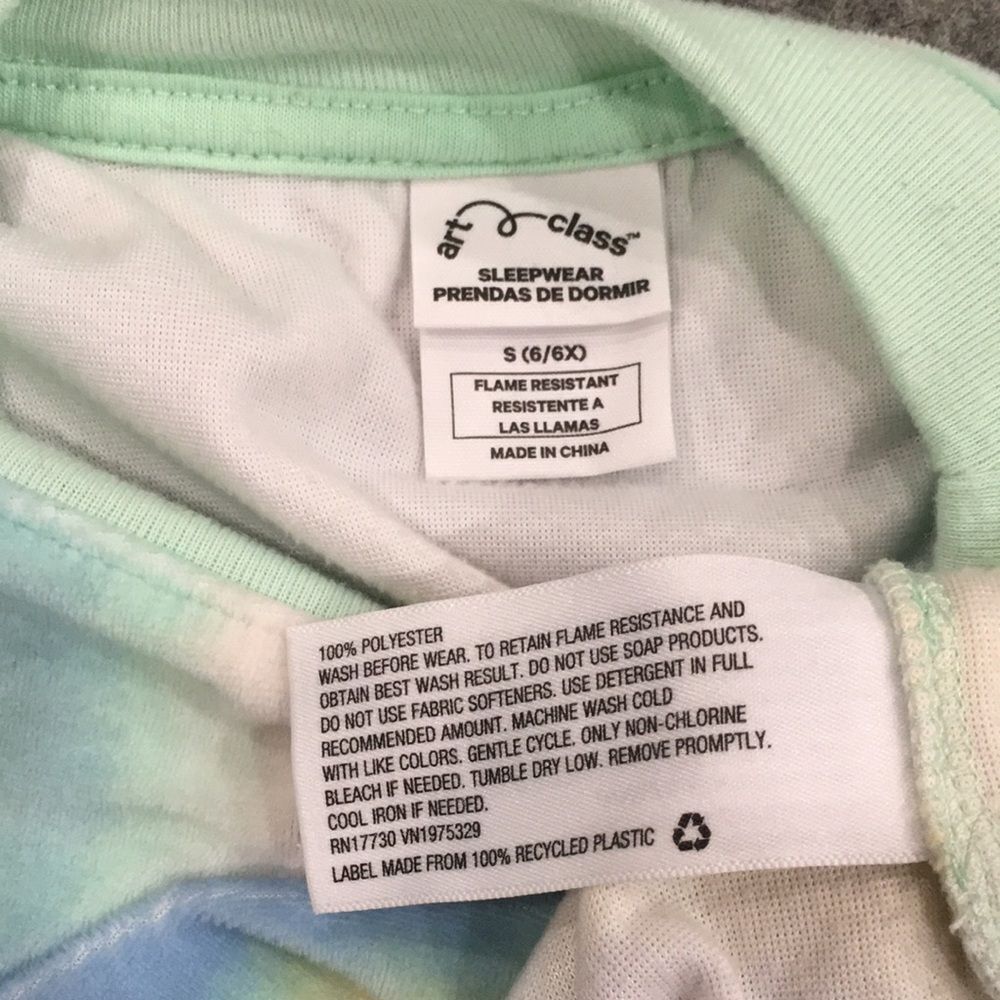 art class™
SLEEPWEAR
PRENDAS DE DORMIR
S (6/6X)
FLAME RESISTANT
RESISTENTE A
LAS LLAMAS
MADE IN CHINA
100% POLYESTER
WASH BEFORE WEAR. TO RETAIN FLAME RESISTANCE AND
OBTAIN BEST WASH RESULT. DO NOT USE SOAP PRODUCTS.
DO NOT USE FABRIC SOFTENERS. USE DETERGENT IN FULL
RECOMMENDED AMOUNT. MACHINE WASH COLD
WITH LIKE COLORS. GENTLE CYCLE. ONLY NON-CHLORINE
BLEACH IF NEEDED. TUMBLE DRY LOW. REMOVE PROMPTLY.
COOL IRON IF NEEDED.
RN17730 VN1975329
LABEL MADE FROM 100% RECYCLED PLASTIC